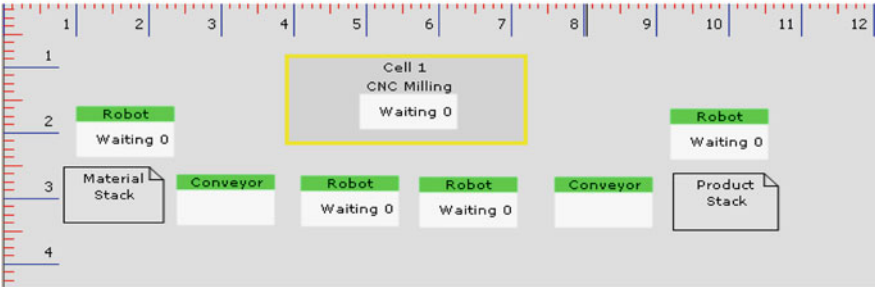 1 2 3 4 5 6 7 8 9 10 11 12
1
Cell 1
CNC Milling
Waiting 0
2
Robot
Waiting 0
Robot
Waiting 0
3
Material
Stack
Conveyor
Robot
Waiting 0
Robot
Waiting 0
Conveyor
Product
Stack
4